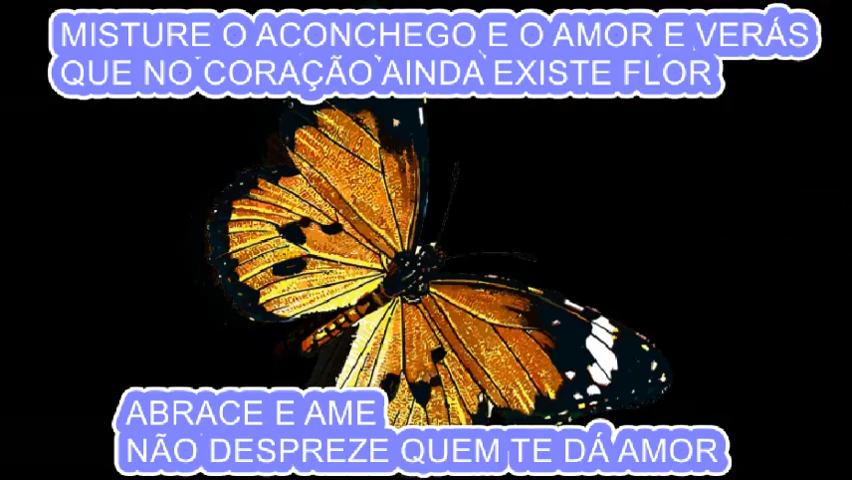 MISTURE O ACONCHEGO E O AMOR E VERÁS
QUE NO CORAÇÃO AINDA EXISTE FLOR
ABRACE E AME
NÃO DESPREZE QUEM TE DÁ AMOR